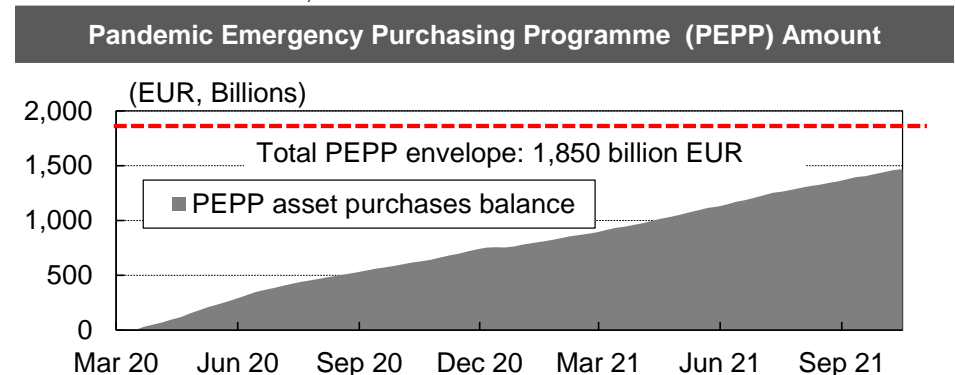 Pandemic Emergency Purchasing Programme (PEPP) Amount
(EUR, Billions)
2,000
Total PEPP envelope: 1,850 billion EUR
1,500
PEPP asset purchases balance
1,000
500
0
Mar 20 Jun 20 Sep 20 Dec 20 Mar 21 Jun 21 Sep 21